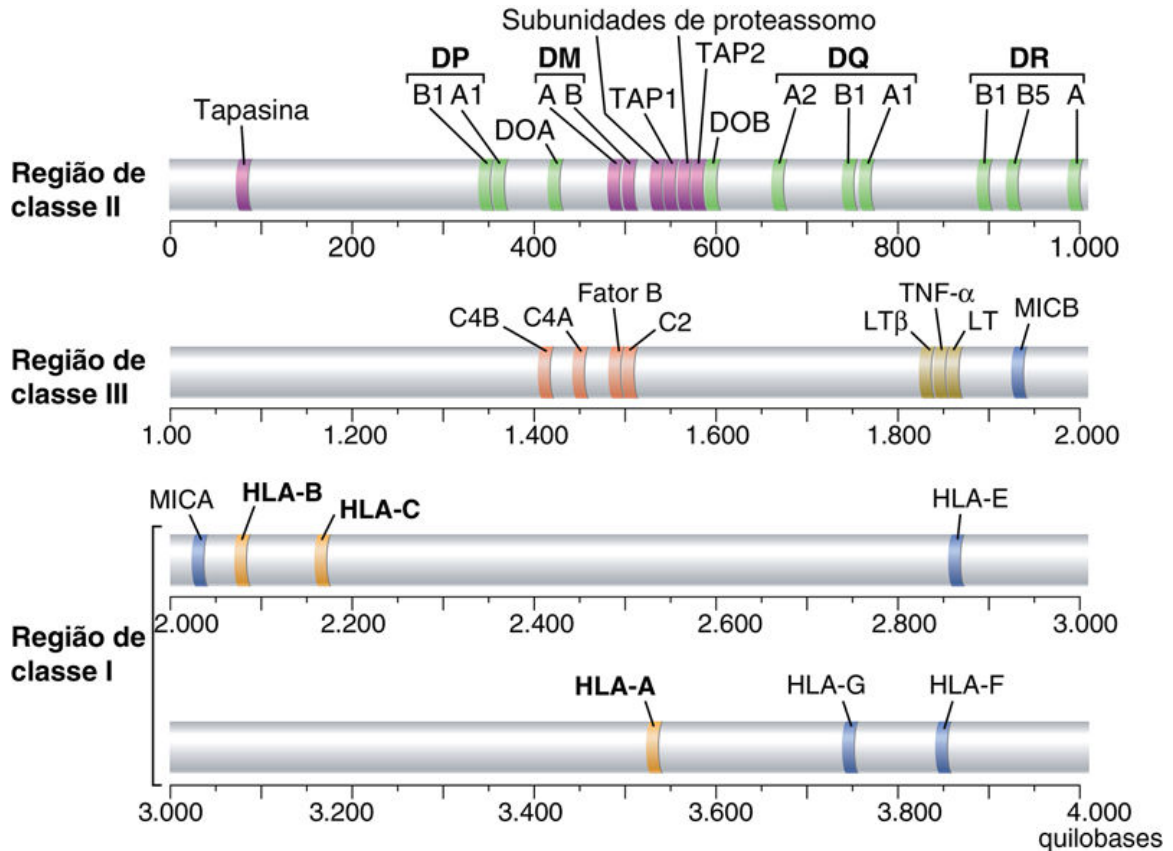 Subunidades de proteassomo
TAP2
DP
DM
DQ
DR
B1 A1
A B
TAP1
A2 B1 A1
B1 B5 A
Tapasina
DOA
DOB
Região de
classe II
0 200 400 600 800 1.000
Fator B
TNF-α
C4B
C4A
C2
LTβ
LT
MICB
Região de
classe III
1.00 1.200 1.400 1.600 1.800 2.000
MICA
HLA-B
HLA-C
HLA-E
2.000 2.200 2.400 2.600 2.800 3.000
Região de
classe I
HLA-A
HLA-G
HLA-F
3.000 3.200 3.400 3.600 3.800 4.000
quilobases